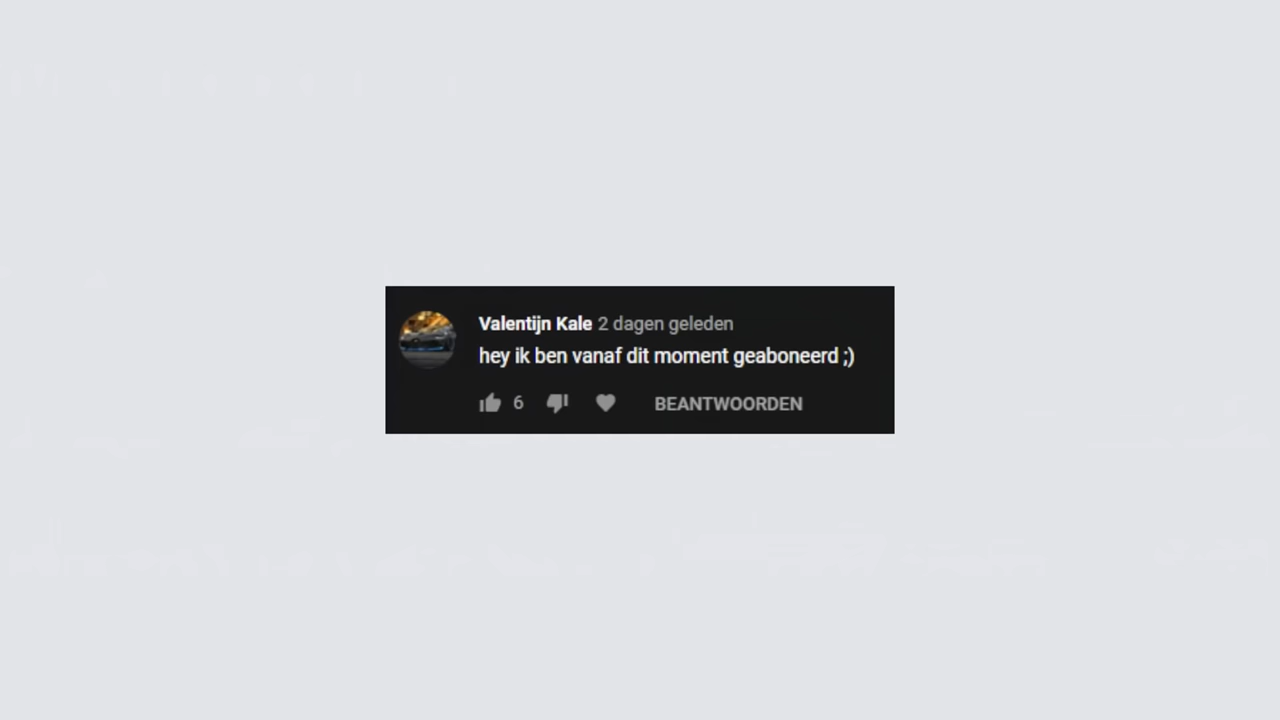 Valentijn Kale 2 dagen geleden
hey ik ben vanaf dit moment geaboneerd ;)
6 BEANTWOORDEN